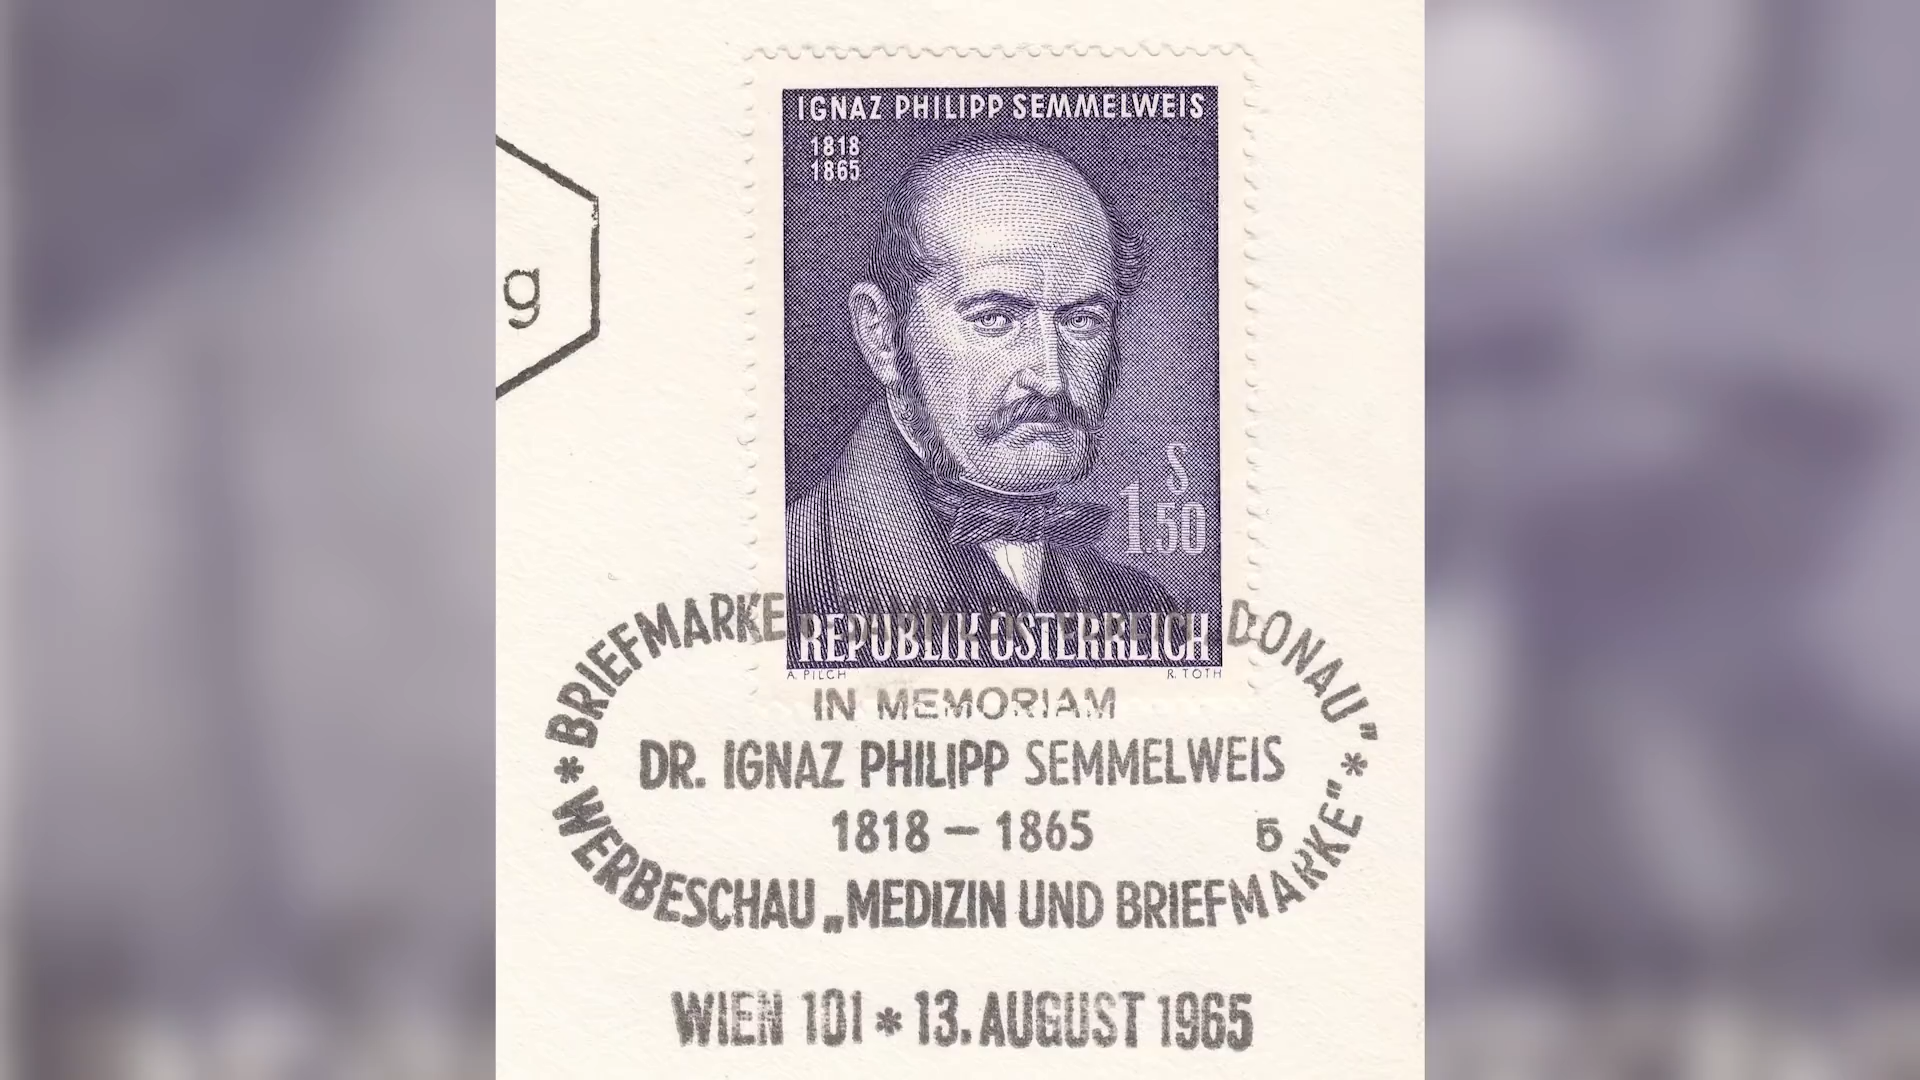 IGNAZ PHILIPP SEMMELWEIS
1818
1865
g
S
1.50
REPUBLIK ÖSTERREICH
A. PILCH
R. TOTH
BRIEFMARKE DONAU"
IN MEMORIAM
DR. IGNAZ PHILIPP SEMMELWEIS
1818 – 1865
5
WERBESCHAU „MEDIZIN UND BRIEFMARKE"
WIEN 101 * 13. AUGUST 1965